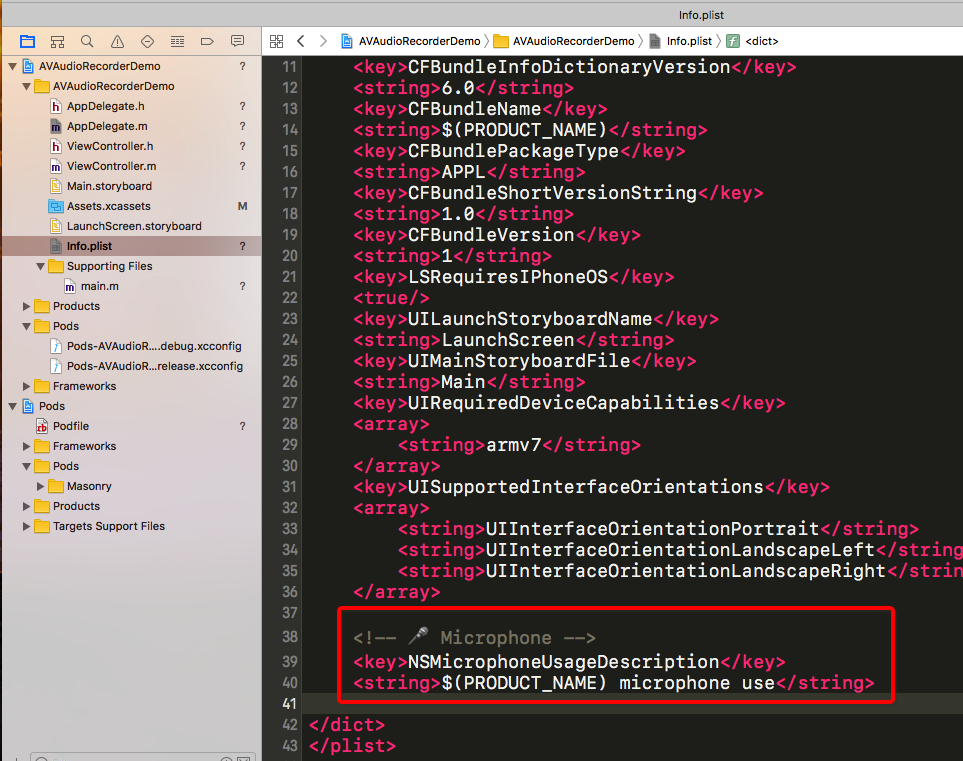 Info.plist
AVAudioRecorderDemo
AVAudioRecorderDemo
Info.plist
<dict>
AVAudioRecorderDemo ?
AVAudioRecorderDemo
AppDelegate.h ?
AppDelegate.m ?
ViewController.h ?
ViewController.m ?
Main.storyboard
Assets.xcassets M
LaunchScreen.storyboard
Info.plist ?
Supporting Files
main.m ?
Products
Pods
Pods-AVAudioR....debug.xcconfig
Pods-AVAudioR...release.xcconfig
Frameworks
Pods
Podfile ?
Frameworks
Pods
Masonry
Products
Targets Support Files
11 <key>CFBundleInfoDictionaryVersion</key>
12 <string>6.0</string>
13 <key>CFBundleName</key>
14 <string>$(PRODUCT_NAME)</string>
15 <key>CFBundlePackageType</key>
16 <string>APPL</string>
17 <key>CFBundleShortVersionString</key>
18 <string>1.0</string>
19 <key>CFBundleVersion</key>
20 <string>1</string>
21 <key>LSRequiresIPhoneOS</key>
22 <true/>
23 <key>UILaunchStoryboardName</key>
24 <string>LaunchScreen</string>
25 <key>UIMainStoryboardFile</key>
26 <string>Main</string>
27 <key>UIRequiredDeviceCapabilities</key>
28 <array>
29 <string>armv7</string>
30 </array>
31 <key>UISupportedInterfaceOrientations</key>
32 <array>
33 <string>UIInterfaceOrientationPortrait</string>
34 <string>UIInterfaceOrientationLandscapeLeft</string
35 <string>UIInterfaceOrientationLandscapeRight</strin
36 </array>
37
38 <!-- 🎤 Microphone -->
39 <key>NSMicrophoneUsageDescription</key>
40 <string>$(PRODUCT_NAME) microphone use</string>
41
42 </dict>
43 </plist>